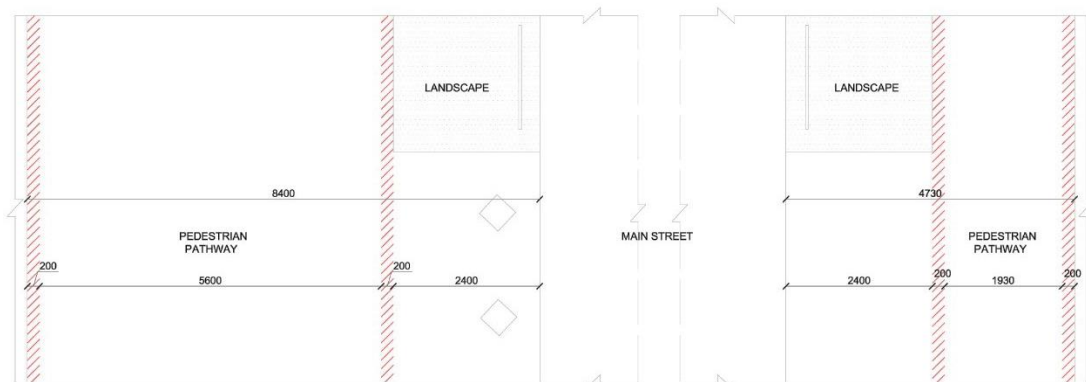 LANDSCAPE
LANDSCAPE
8400
4730
PEDESTRIAN
PATHWAY
MAIN STREET
PEDESTRIAN
PATHWAY
200
5600
200
2400
2400
200
1930
200